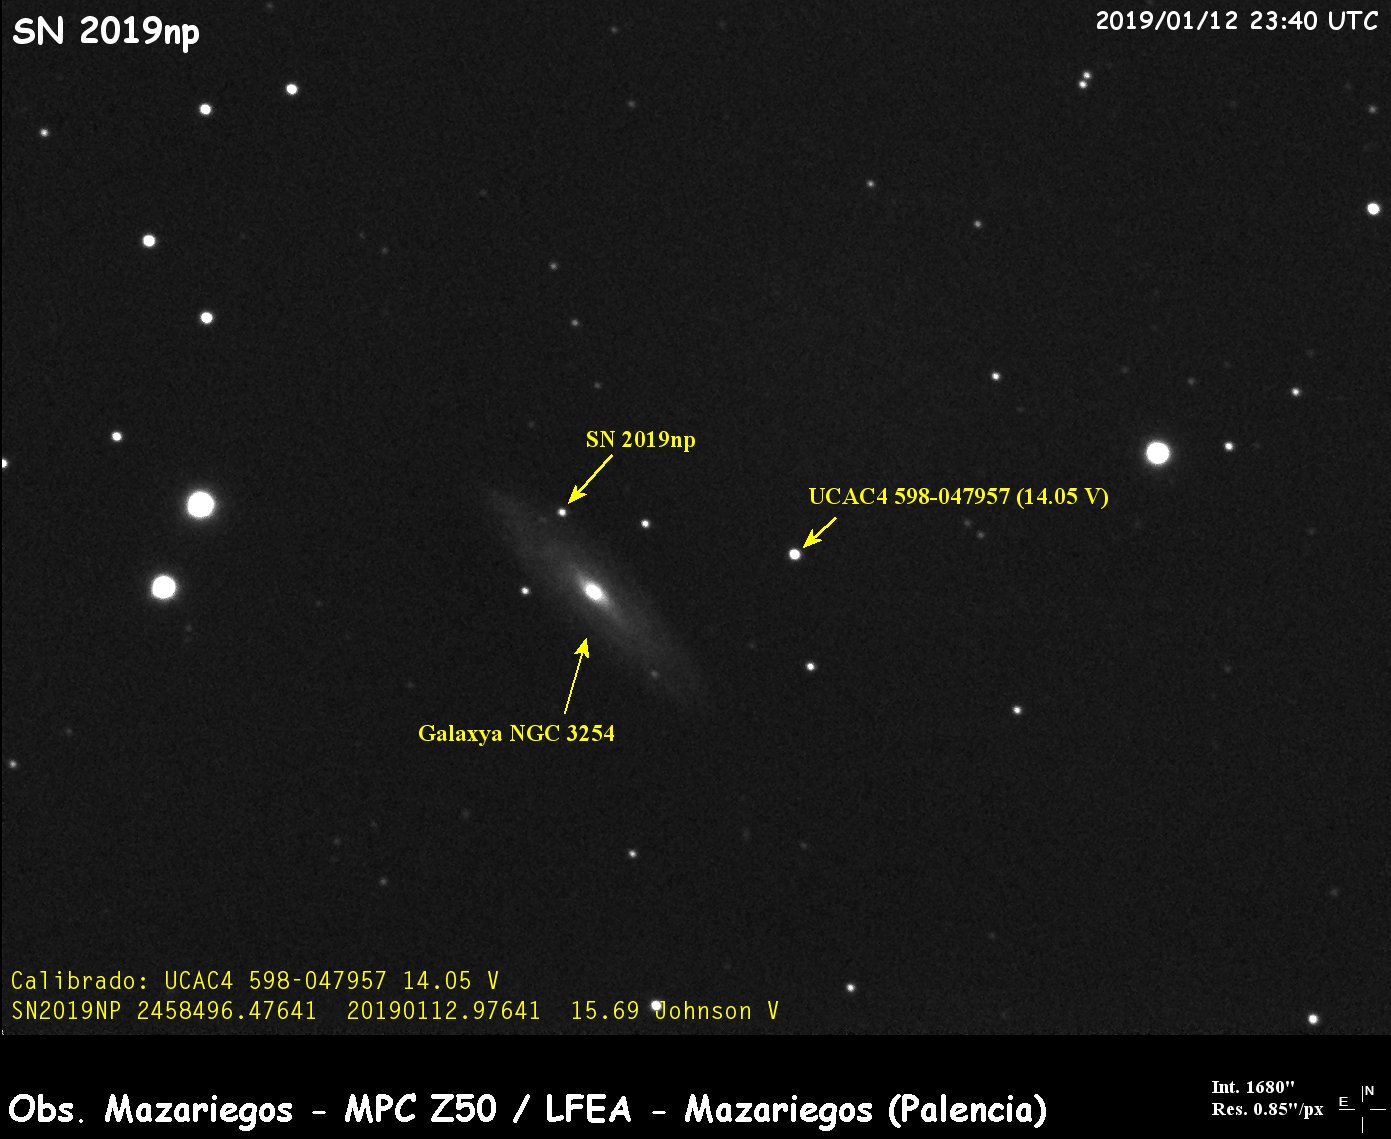 SN 2019np
2019/01/12 23:40 UTC
SN 2019np
UCAC4 598-047957 (14.05 V)
Galaxya NGC 3254
Calibrado: UCAC4 598-047957 14.05 V
SN2019NP 2458496.47641 20190112.97641 15.69 Johnson V
Obs. Mazariegos - MPC Z50 / LFEA - Mazariegos (Palencia)
Int. 1680"
Res. 0.85"/px
N
E